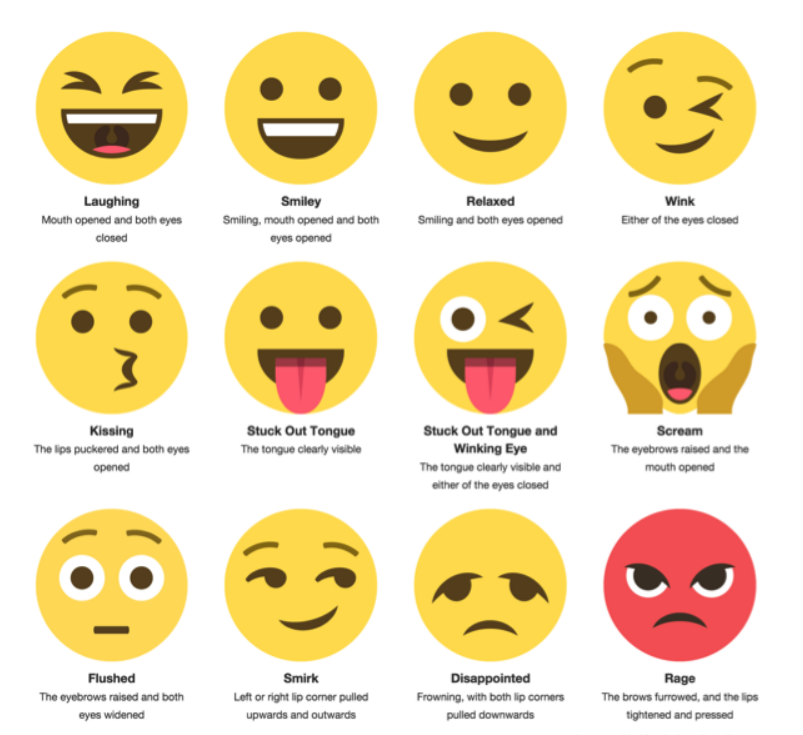 Laughing
Mouth opened and both eyes
closed
Smiley
Smiling, mouth opened and both
eyes opened
Relaxed
Smiling and both eyes opened
Wink
Either of the eyes closed
Kissing
The lips puckered and both eyes
opened
Stuck Out Tongue
The tongue clearly visible
Stuck Out Tongue and
Winking Eye
The tongue clearly visible and
either of the eyes closed
Scream
The eyebrows raised and the
mouth opened
Flushed
The eyebrows raised and both
eyes widened
Smirk
Left or right lip corner pulled
upwards and outwards
Disappointed
Frowning, with both lip corners
pulled downwards
Rage
The brows furrowed, and the lips
tightened and pressed